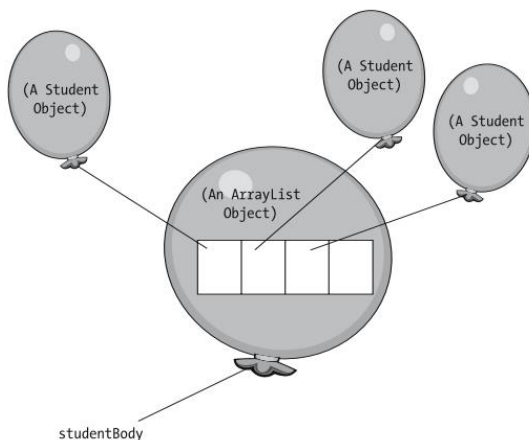 (A Student
Object)
(A Student
Object)
(A Student
Object)
(An ArrayList
Object)
studentBody